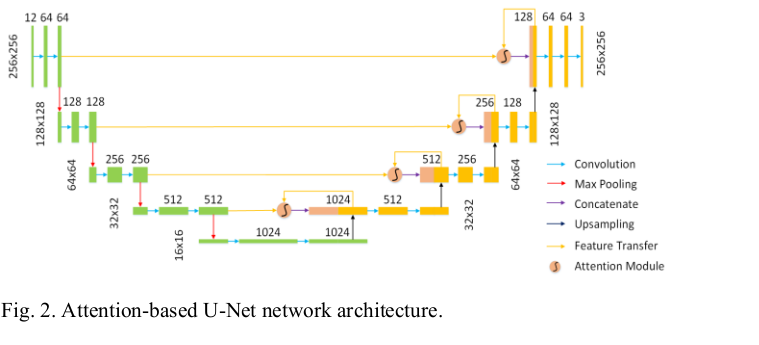 12 64 64
128 64 64 3
256x256
256x256
128 128
256 128
128x128
128x128
256 256
512 256
64x64
64x64
512 512
1024 512
32x32
32x32
1024 1024
16x16
Convolution
Max Pooling
Concatenate
Upsampling
Feature Transfer
Attention Module
Fig. 2. Attention-based U-Net network architecture.